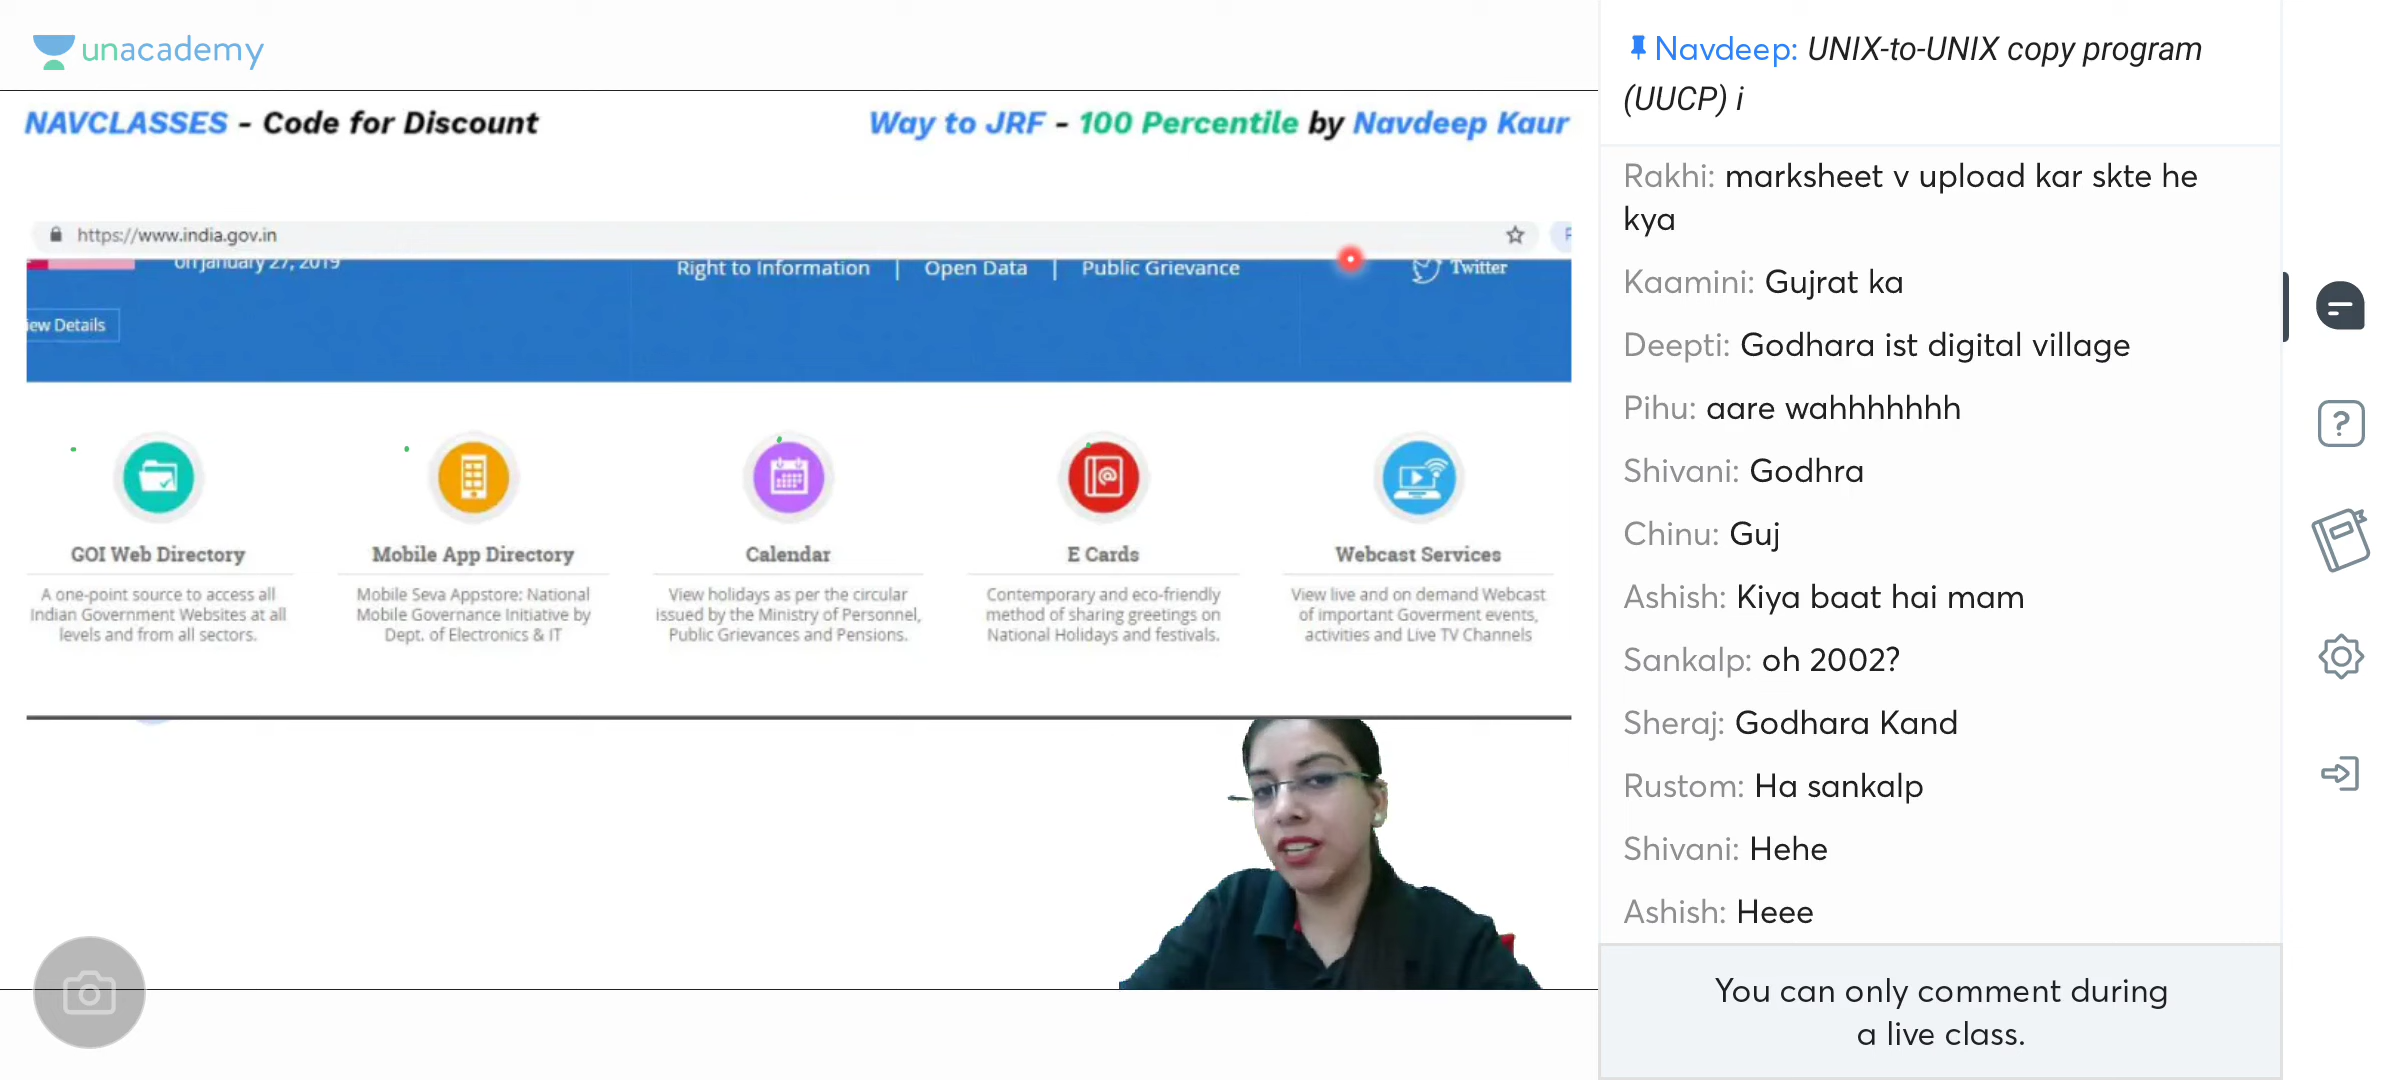 unacademy
NAVCLASSES - Code for Discount
Way to JRF - 100 Percentile by Navdeep Kaur
https://www.india.gov.in
on January 27, 2019
Right to Information | Open Data | Public Grievance
Twitter
iew Details
GOI Web Directory
A one-point source to access all
Indian Government Websites at all
levels and from all sectors.
Mobile App Directory
Mobile Seva Appstore: National
Mobile Governance Initiative by
Dept. of Electronics & IT
Calendar
View holidays as per the circular
issued by the Ministry of Personnel,
Public Grievances and Pensions.
E Cards
Contemporary and eco-friendly
method of sharing greetings on
National Holidays and festivals.
Webcast Services
View live and on demand Webcast
of important Goverment events,
activities and Live TV Channels
Navdeep: UNIX-to-UNIX copy program
(UUCP) i
Rakhi: marksheet v upload kar skte he
kya
Kaamini: Gujrat ka
Deepti: Godhara ist digital village
Pihu: aare wahhhhhhh
Shivani: Godhra
Chinu: Guj
Ashish: Kiya baat hai mam
Sankalp: oh 2002?
Sheraj: Godhara Kand
Rustom: Ha sankalp
Shivani: Hehe
Ashish: Heee
You can only comment during
a live class.